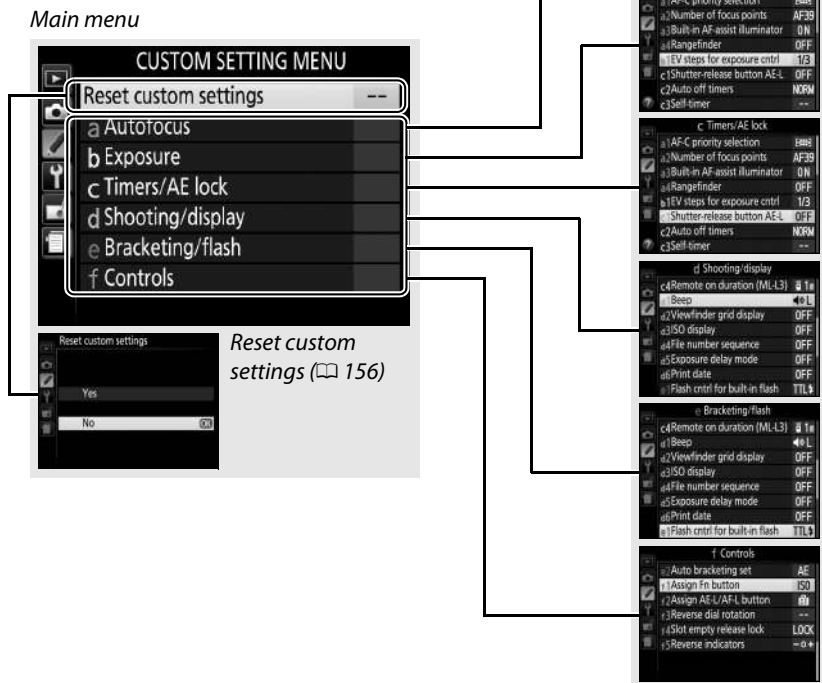 Main menu
CUSTOM SETTING MENU
Reset custom settings --
a Autofocus
b Exposure
c Timers/AE lock
d Shooting/display
e Bracketing/flash
f Controls
Reset custom settings
Yes
No OK
Reset custom
settings (156)
a1AF-C priority selection
a2Number of focus points AF39
a3Built-in AF-assist illuminator ON
a4Rangefinder OFF
b1EV steps for exposure cntrl 1/3
c1Shutter-release button AE-L OFF
c2Auto off timers NORM
c3Self-timer --
c Timers/AE lock
a1AF-C priority selection
a2Number of focus points AF39
a3Built-in AF-assist illuminator ON
a4Rangefinder OFF
b1EV steps for exposure cntrl 1/3
c1Shutter-release button AE-L OFF
c2Auto off timers NORM
c3Self-timer --
d Shooting/display
c4Remote on duration (ML-L3) 1m
d1Beep L
d2Viewfinder grid display OFF
d3ISO display OFF
d4File number sequence OFF
d5Exposure delay mode OFF
d6Print date OFF
e1Flash cntrl for built-in flash TTL
e Bracketing/flash
c4Remote on duration (ML-L3) 1m
d1Beep L
d2Viewfinder grid display OFF
d3ISO display OFF
d4File number sequence OFF
d5Exposure delay mode OFF
d6Print date OFF
e1Flash cntrl for built-in flash TTL
f Controls
e2Auto bracketing set AE
f1Assign Fn button ISO
f2Assign AE-L/AF-L button
f3Reverse dial rotation --
f4Slot empty release lock LOCK
f5Reverse indicators -0+